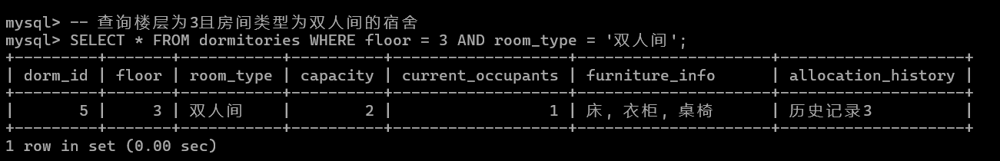 mysql> -- 查询楼层为3且房间类型为双人间的宿舍
mysql> SELECT * FROM dormitories WHERE floor = 3 AND room_type = '双人间';
+---------+-------+-----------+----------+-------------------+---------------------+--------------------+
| dorm_id | floor | room_type | capacity | current_occupants | furniture_info      | allocation_history |
+---------+-------+-----------+----------+-------------------+---------------------+--------------------+
|       5 |     3 | 双人间    |        2 |                 1 | 床, 衣柜, 桌椅      | 历史记录3          |
+---------+-------+-----------+----------+-------------------+---------------------+--------------------+
1 row in set (0.00 sec)